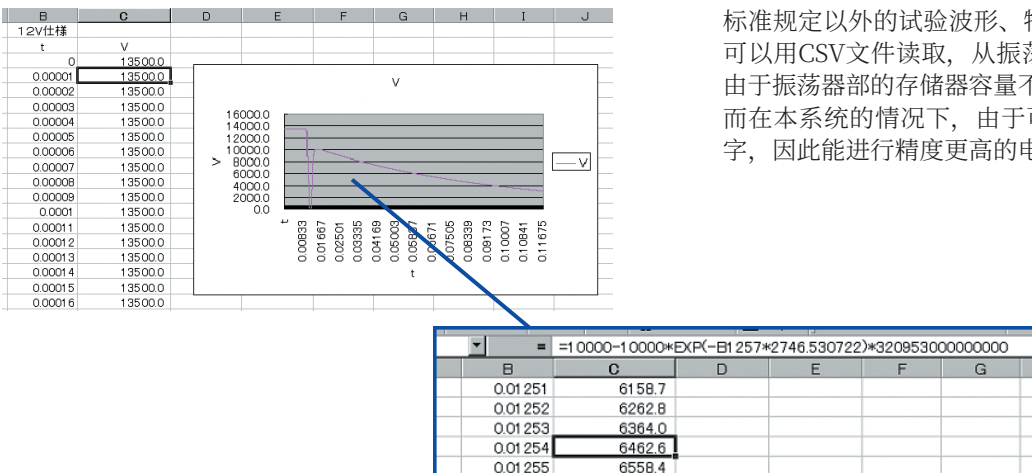 B C D E F G H I J
12V仕様
t V
0 13500.0
0.00001 13500.0
0.00002 13500.0
0.00003 13500.0
0.00004 13500.0
0.00005 13500.0
0.00006 13500.0
0.00007 13500.0
0.00008 13500.0
0.00009 13500.0
0.0001 13500.0
0.00011 13500.0
0.00012 13500.0
0.00013 13500.0
0.00014 13500.0
0.00015 13500.0
0.00016 13500.0
V
16000.0
14000.0
12000.0
10000.0
8000.0
6000.0
4000.0
2000.0
0.0
V
V
t
0.00833 0.01667 0.02501 0.03335 0.04169 0.05003 0.07505 0.08339 0.09173 0.10007 0.10841 0.11675
t
标准规定以外的试验波形、
可以用CSV文件读取，从振
由于振荡器部的存储器容量
而在本系统的情况下，由于
字，因此能进行精度更高的
= =10000-10000*EXP(-B1257*2746.530722)*320953000000000
B C D E F G
0.01251 6158.7
0.01252 6262.8
0.01253 6364.0
0.01254 6462.6
0.01255 6558.4